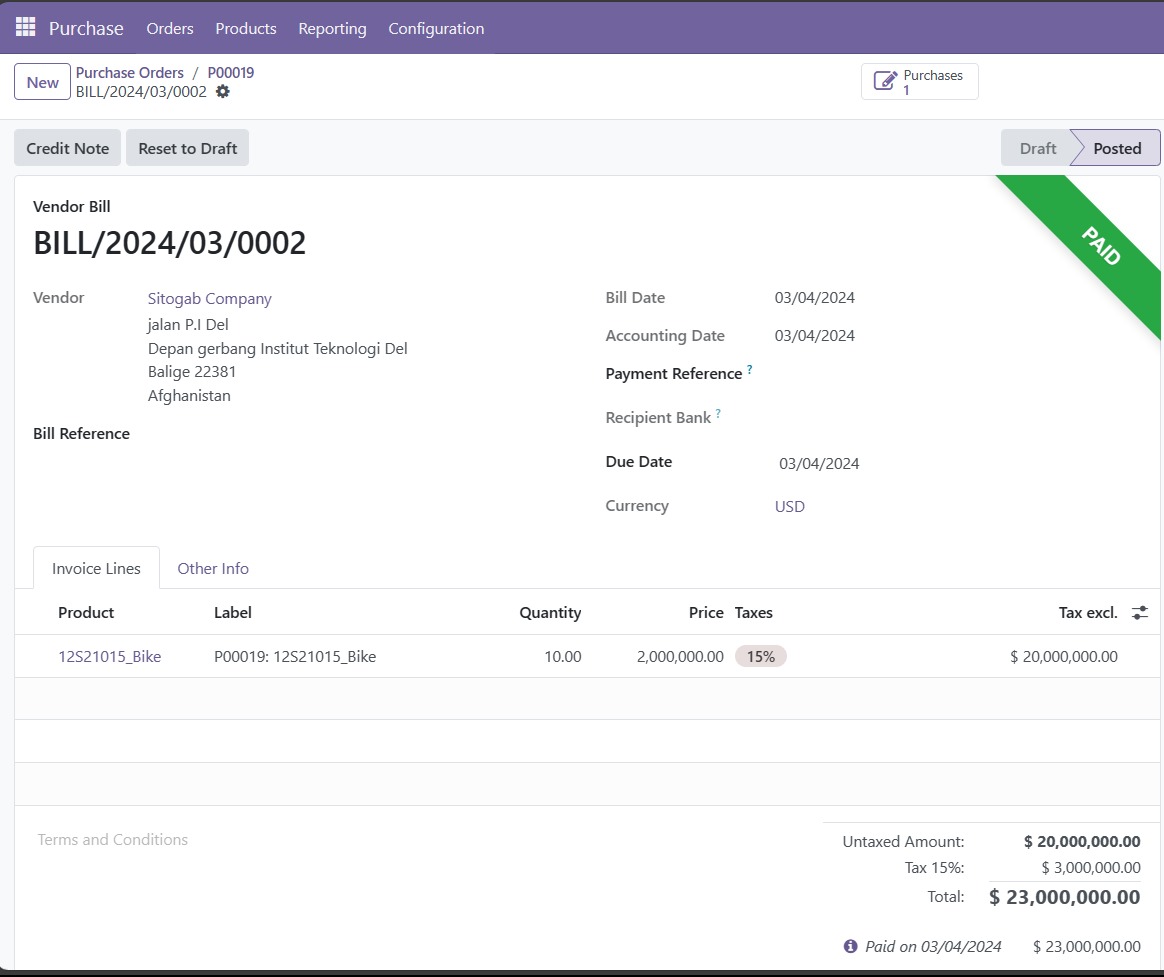 Purchase Orders Products Reporting Configuration
New
Purchase Orders / P00019
BILL/2024/03/0002
Purchases
1
Credit Note Reset to Draft
Draft Posted
PAID
Vendor Bill
BILL/2024/03/0002
Vendor
Sitogab Company
jalan P.I Del
Depan gerbang Institut Teknologi Del
Balige 22381
Afghanistan
Bill Reference
Bill Date 03/04/2024
Accounting Date 03/04/2024
Payment Reference ?
Recipient Bank ?
Due Date 03/04/2024
Currency USD
Invoice Lines Other Info
Product Label Quantity Price Taxes Tax excl.
12S21015_Bike P00019: 12S21015_Bike 10.00 2,000,000.00 15% $ 20,000,000.00
Terms and Conditions
Untaxed Amount: $ 20,000,000.00
Tax 15%: $ 3,000,000.00
Total: $ 23,000,000.00
Paid on 03/04/2024 $ 23,000,000.00